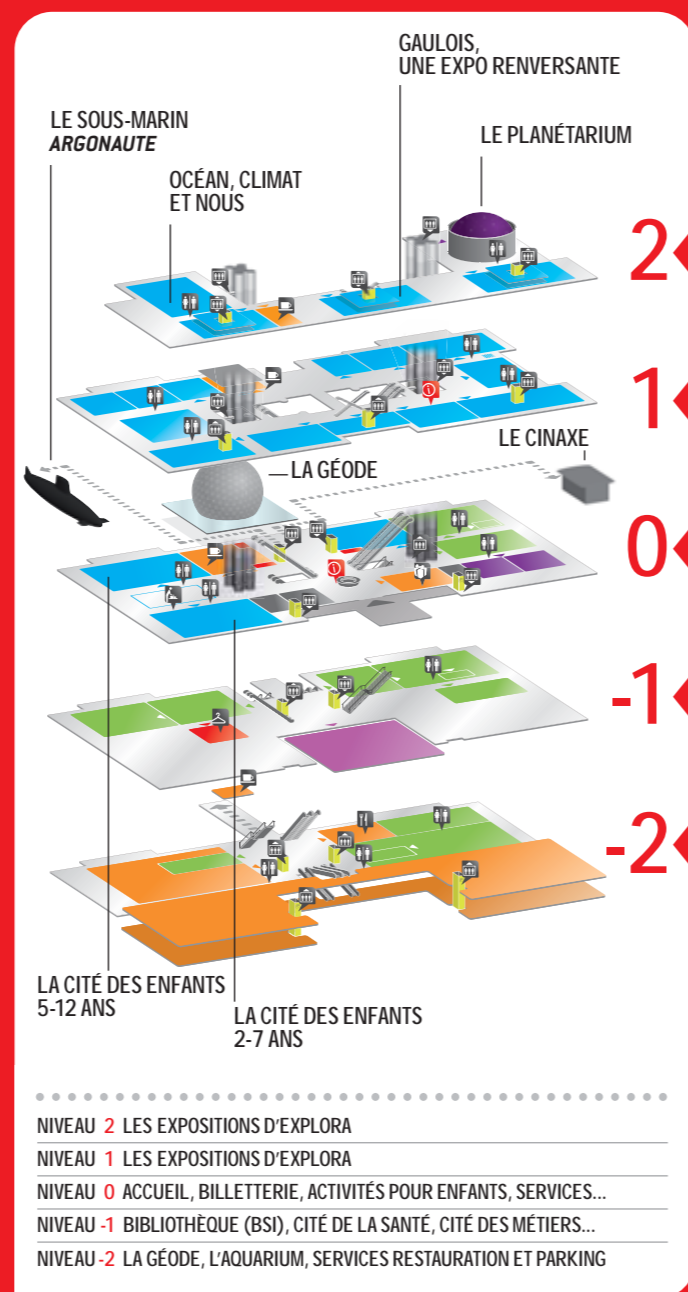 GAULOIS,
UNE EXPO RENVERSANTE
LE SOUS-MARIN
ARGONAUTE
LE PLANÉTARIUM
OCÉAN, CLIMAT
ET NOUS
2
1
LE CINAXE
LA GÉODE
0
-1
-2
LA CITÉ DES ENFANTS
5-12 ANS
LA CITÉ DES ENFANTS
2-7 ANS
NIVEAU 2 LES EXPOSITIONS D'EXPLORA
NIVEAU 1 LES EXPOSITIONS D'EXPLORA
NIVEAU 0 ACCUEIL, BILLETTERIE, ACTIVITÉS POUR ENFANTS, SERVICES...
NIVEAU -1 BIBLIOTHÈQUE (BSI), CITÉ DE LA SANTÉ, CITÉ DES MÉTIERS...
NIVEAU -2 LA GÉODE, L'AQUARIUM, SERVICES RESTAURATION ET PARKING